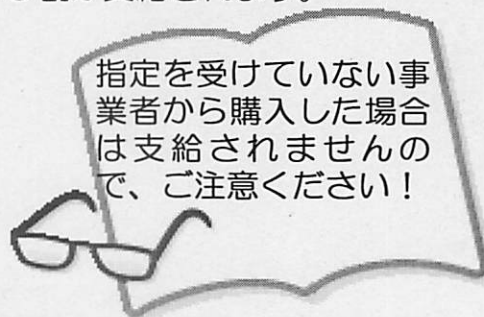 指定を受けていない事
業者から購入した場合
は支給されませんの
で、ご注意ください！